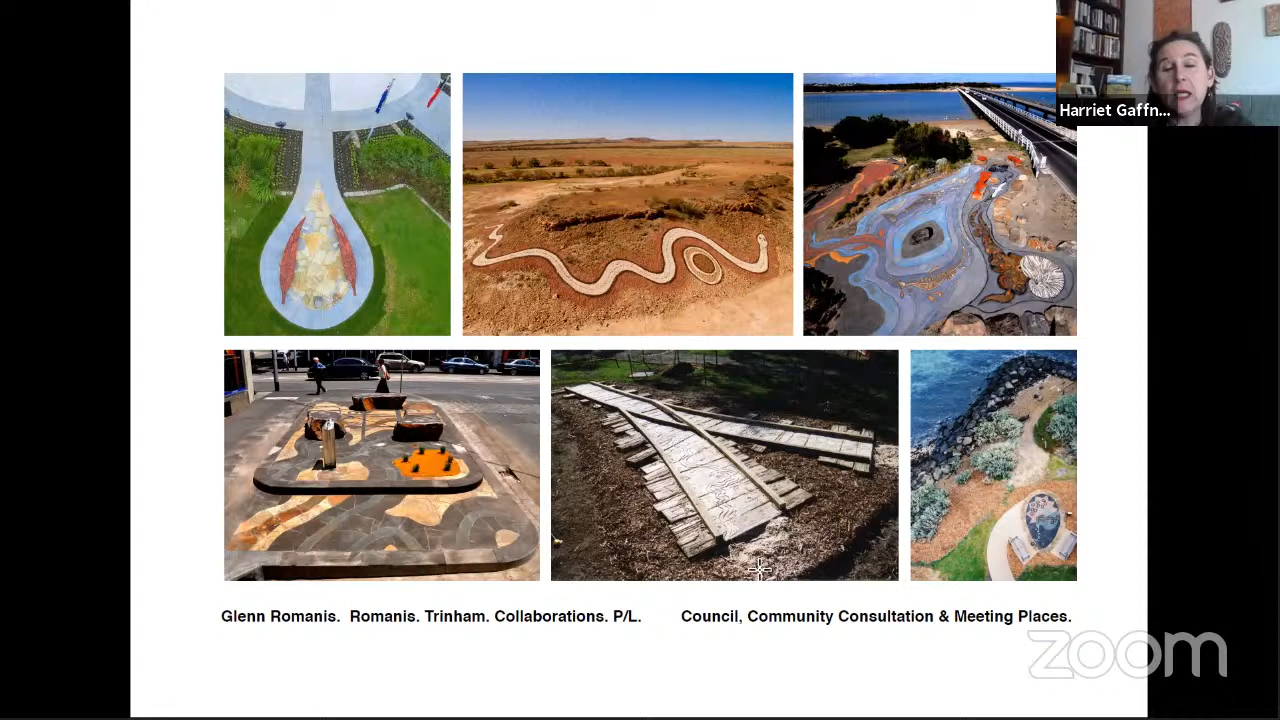 Harriet Gaffn...
Glenn Romanis. Romanis. Trinham. Collaborations. P/L. Council, Community Consultation & Meeting Places.
zoom